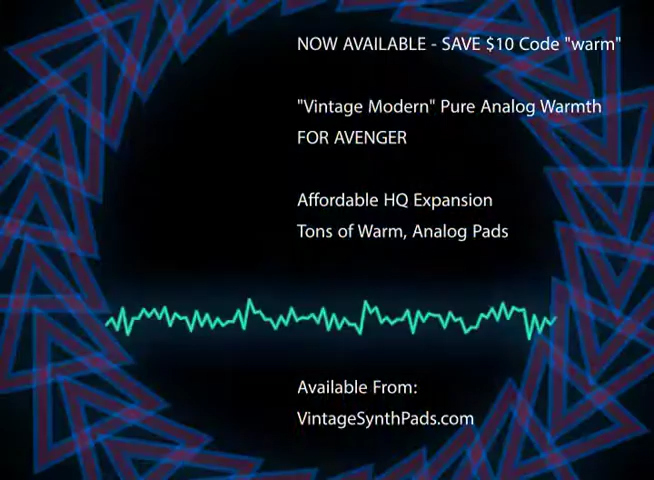 NOW AVAILABLE - SAVE $10 Code "warm"
"Vintage Modern" Pure Analog Warmth
FOR AVENGER
Affordable HQ Expansion
Tons of Warm, Analog Pads
Available From:
VintageSynthPads.com